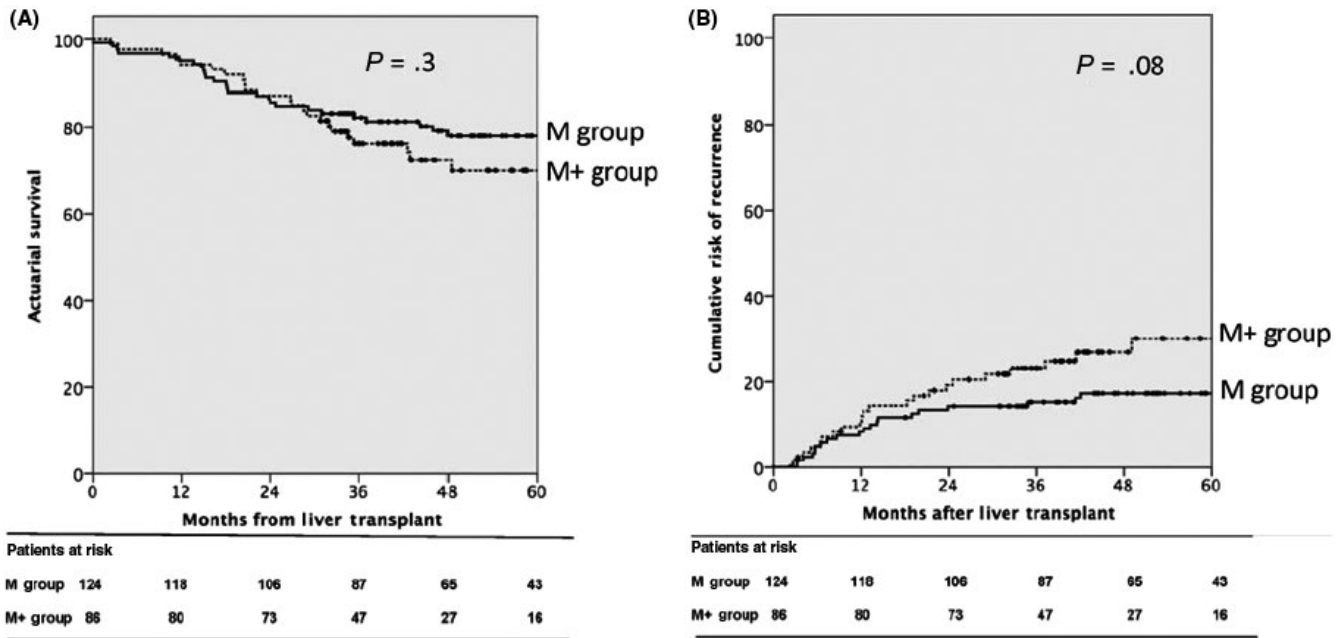 (A)
P = .3
100
80
60
40
20
0
Actuarial survival
M group
M+ group
0 12 24 36 48 60
Months from liver transplant
Patients at risk
M group 124 118 106 87 65 43
M+ group 86 80 73 47 27 16
(B)
P = .08
100
80
60
40
20
0
Cumulative risk of recurrence
M+ group
M group
0 12 24 36 48 60
Months after liver transplant
Patients at risk
M group 124 118 106 87 65 43
M+ group 86 80 73 47 27 16